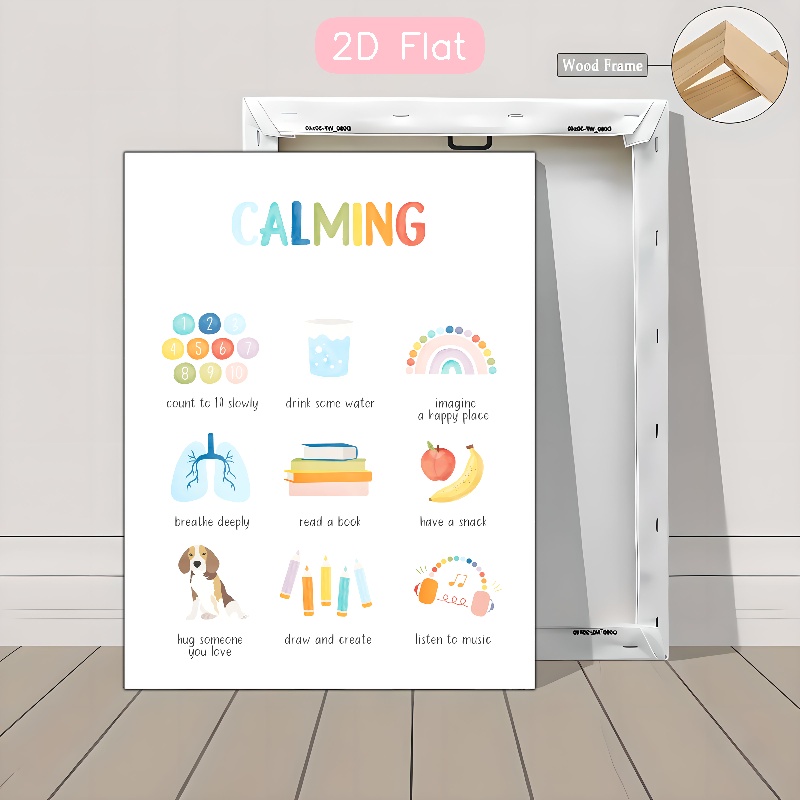 2D Flat
Wood Frame
CALMING
1 2 3
4 5 6 7
8 9 10
count to 10 slowly
drink some water
imagine
a happy place
breathe deeply
read a book
have a snack
hug someone
you love
draw and create
listen to music